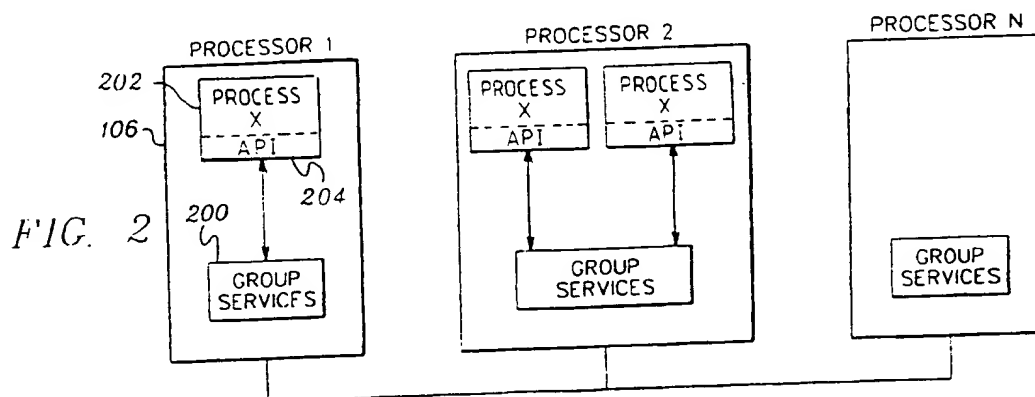 PROCESSOR 1
202
PROCESS
X
API
106
204
200
GROUP
SERVICES
FIG. 2
PROCESSOR 2
PROCESS
X
API
PROCESS
X
API
GROUP
SERVICES
PROCESSOR N
GROUP
SERVICES